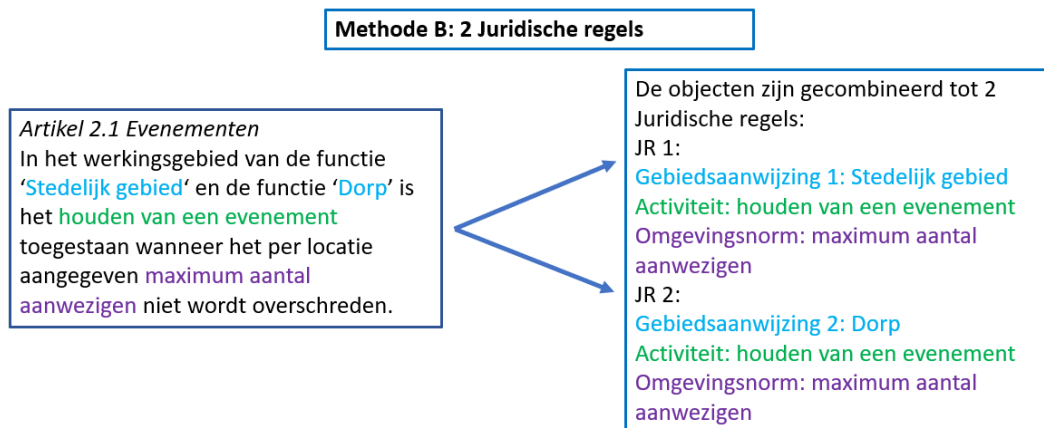 Methode B: 2 Juridische regels
Artikel 2.1 Evenementen
In het werkingsgebied van de functie
‘Stedelijk gebied‘ en de functie ‘Dorp’ is
het houden van een evenement
toegestaan wanneer het per locatie
aangegeven maximum aantal
aanwezigen niet wordt overschreden.
De objecten zijn gecombineerd tot 2
Juridische regels:
JR 1:
Gebiedsaanwijzing 1: Stedelijk gebied
Activiteit: houden van een evenement
Omgevingsnorm: maximum aantal
aanwezigen
JR 2:
Gebiedsaanwijzing 2: Dorp
Activiteit: houden van een evenement
Omgevingsnorm: maximum aantal
aanwezigen